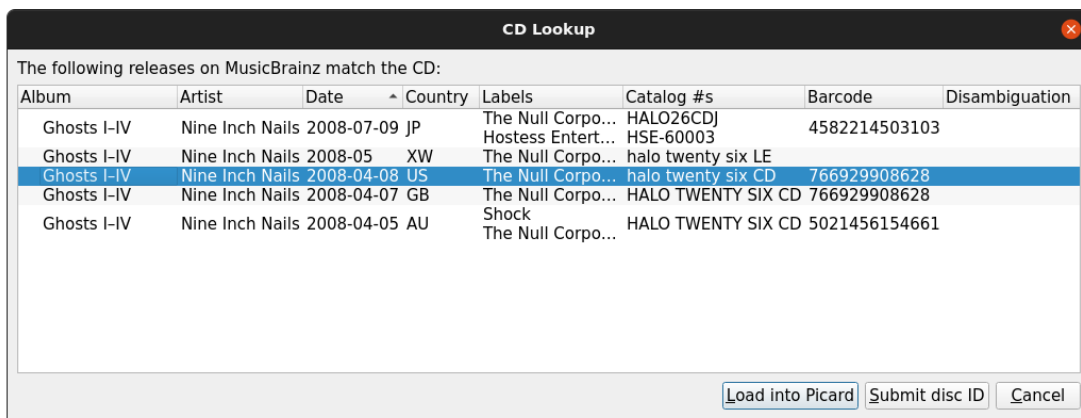 CD Lookup
The following releases on MusicBrainz match the CD:
Album Artist Date Country Labels Catalog #s Barcode Disambiguation
Ghosts I–IV Nine Inch Nails 2008-07-09 JP The Null Corpo... HALO26CDJ 4582214503103
Hostess Entert... HSE-60003
Ghosts I–IV Nine Inch Nails 2008-05 XW The Null Corpo... halo twenty six LE
Ghosts I–IV Nine Inch Nails 2008-04-08 US The Null Corpo... halo twenty six CD 766929908628
Ghosts I–IV Nine Inch Nails 2008-04-07 GB The Null Corpo... HALO TWENTY SIX CD 766929908628
Ghosts I–IV Nine Inch Nails 2008-04-05 AU Shock HALO TWENTY SIX CD 5021456154661
The Null Corpo...
Load into Picard Submit disc ID Cancel